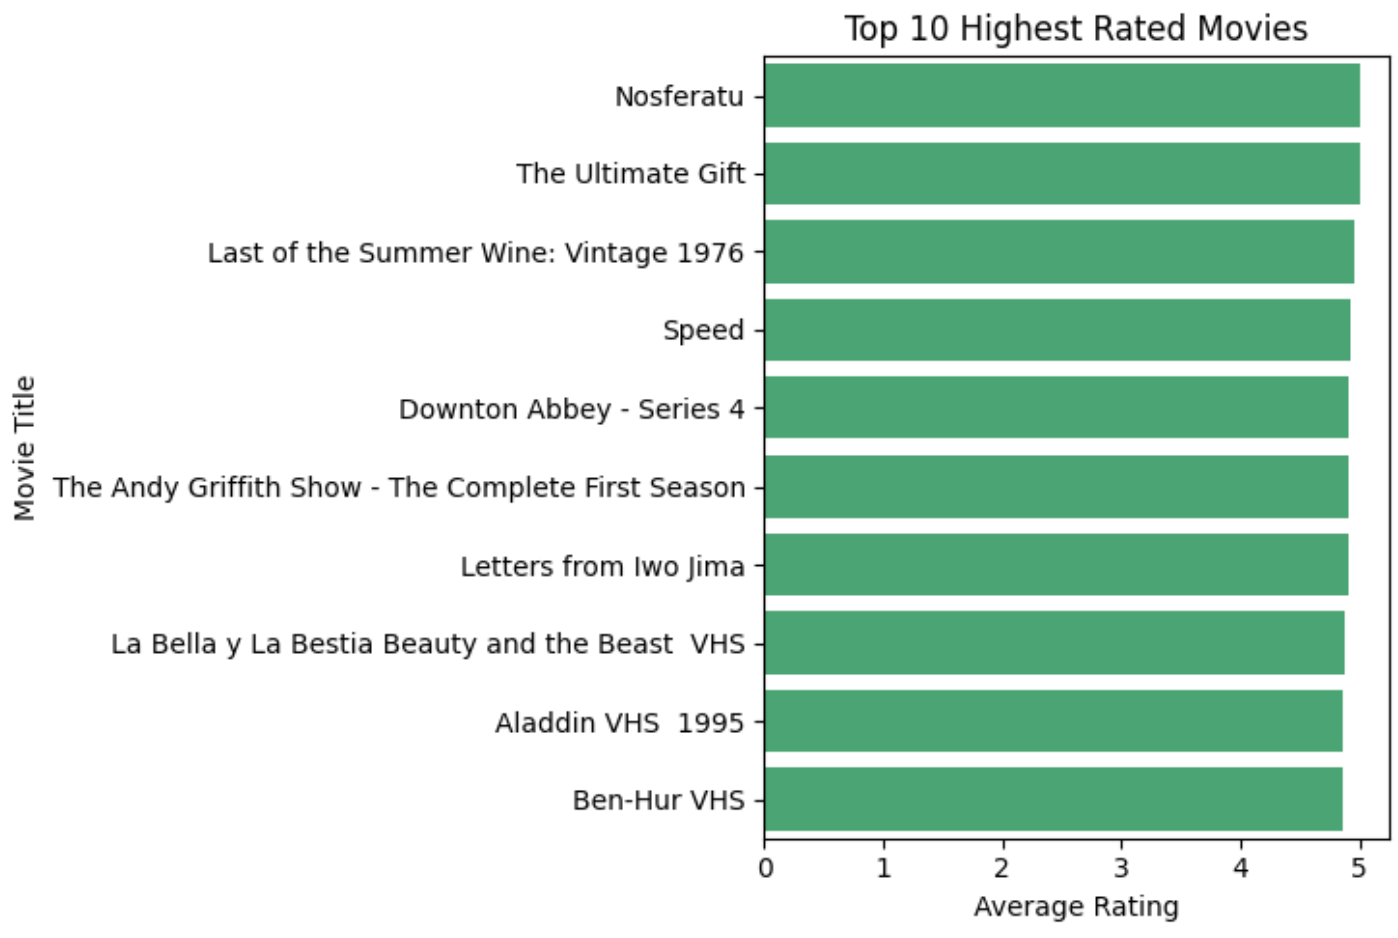 Top 10 Highest Rated Movies
Movie Title
Nosferatu
The Ultimate Gift
Last of the Summer Wine: Vintage 1976
Speed
Downton Abbey - Series 4
The Andy Griffith Show - The Complete First Season
Letters from Iwo Jima
La Bella y La Bestia Beauty and the Beast  VHS
Aladdin VHS  1995
Ben-Hur VHS
0 1 2 3 4 5
Average Rating